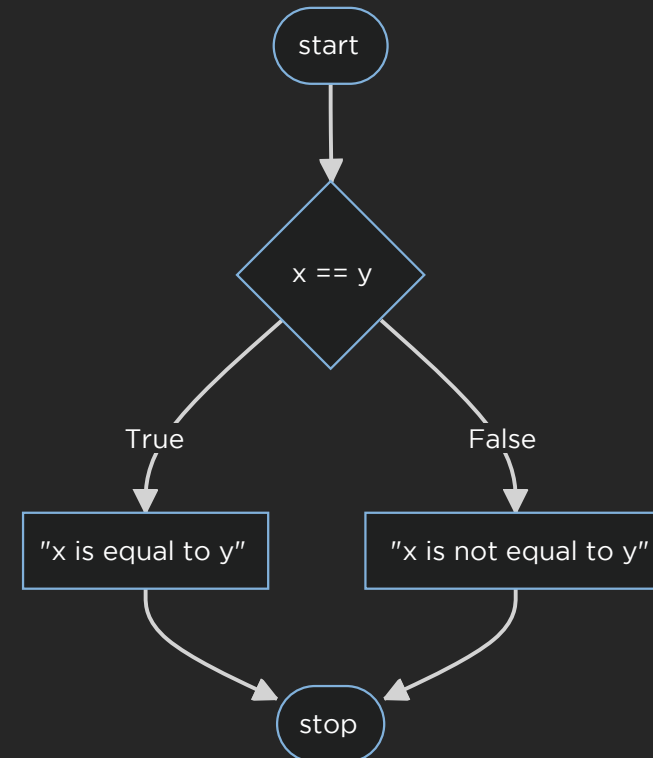 start
x == y
True
False
"x is equal to y"
"x is not equal to y"
stop